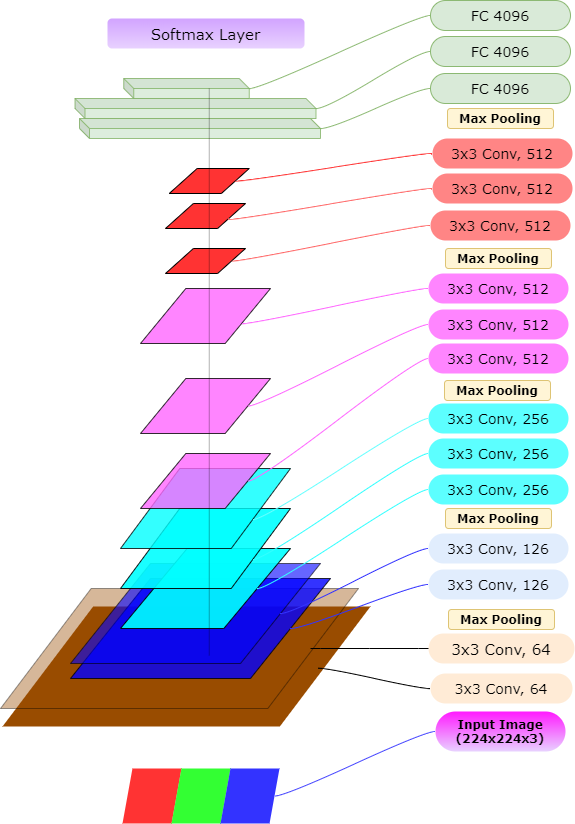 Softmax Layer
FC 4096
FC 4096
FC 4096
Max Pooling
3x3 Conv, 512
3x3 Conv, 512
3x3 Conv, 512
Max Pooling
3x3 Conv, 512
3x3 Conv, 512
3x3 Conv, 512
Max Pooling
3x3 Conv, 256
3x3 Conv, 256
3x3 Conv, 256
Max Pooling
3x3 Conv, 126
3x3 Conv, 126
Max Pooling
3x3 Conv, 64
3x3 Conv, 64
Input Image
(224x224x3)